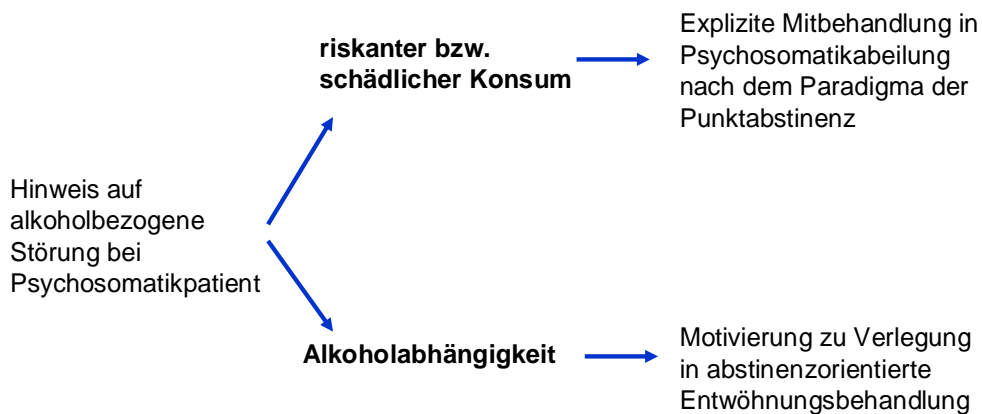 Hinweis auf
alkoholbezogene
Störung bei
Psychosomatikpatient
riskanter bzw.
schädlicher Konsum
Explizite Mitbehandlung in
Psychosomatikabeilung
nach dem Paradigma der
Punktabstinenz
Alkoholabhängigkeit
Motivierung zu Verlegung
in abstinenzorientierte
Entwöhnungsbehandlung